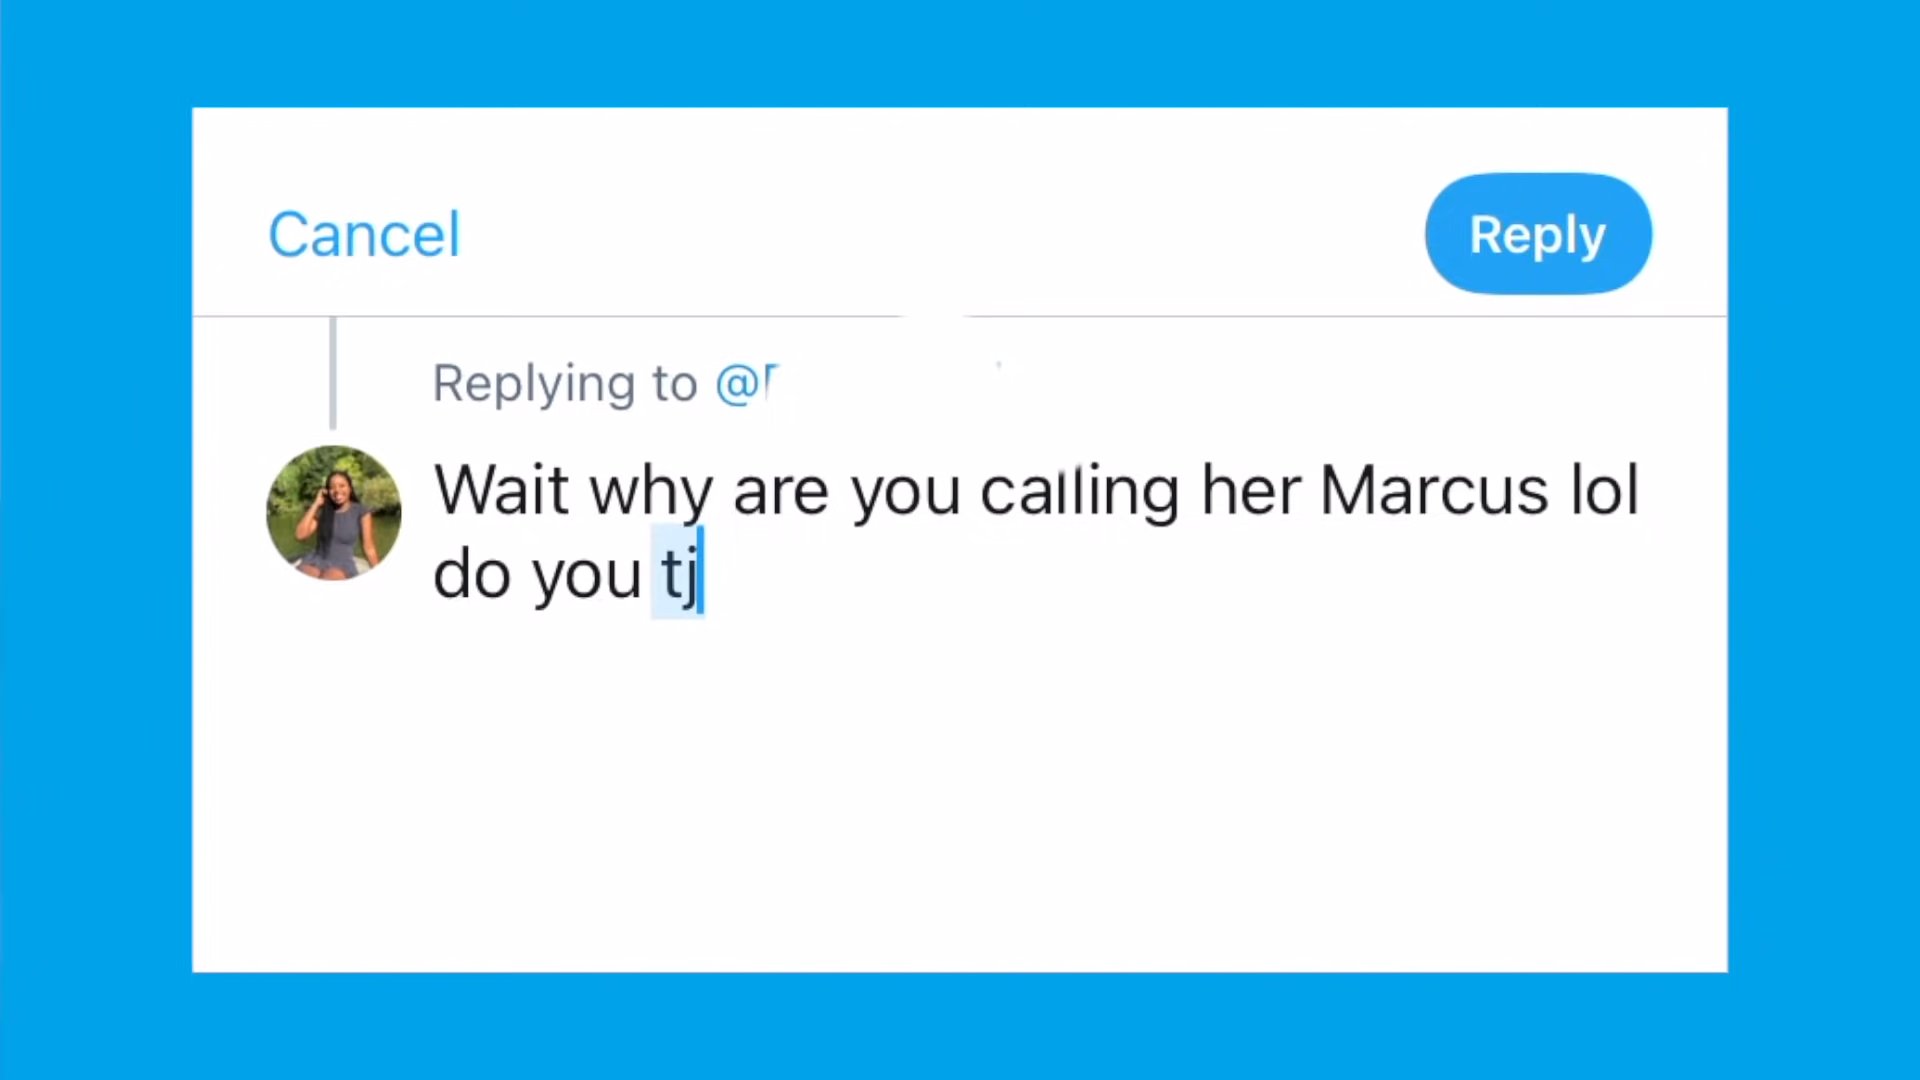 Cancel
Reply
Replying to
Wait why are you calling her Marcus lol
do you tj